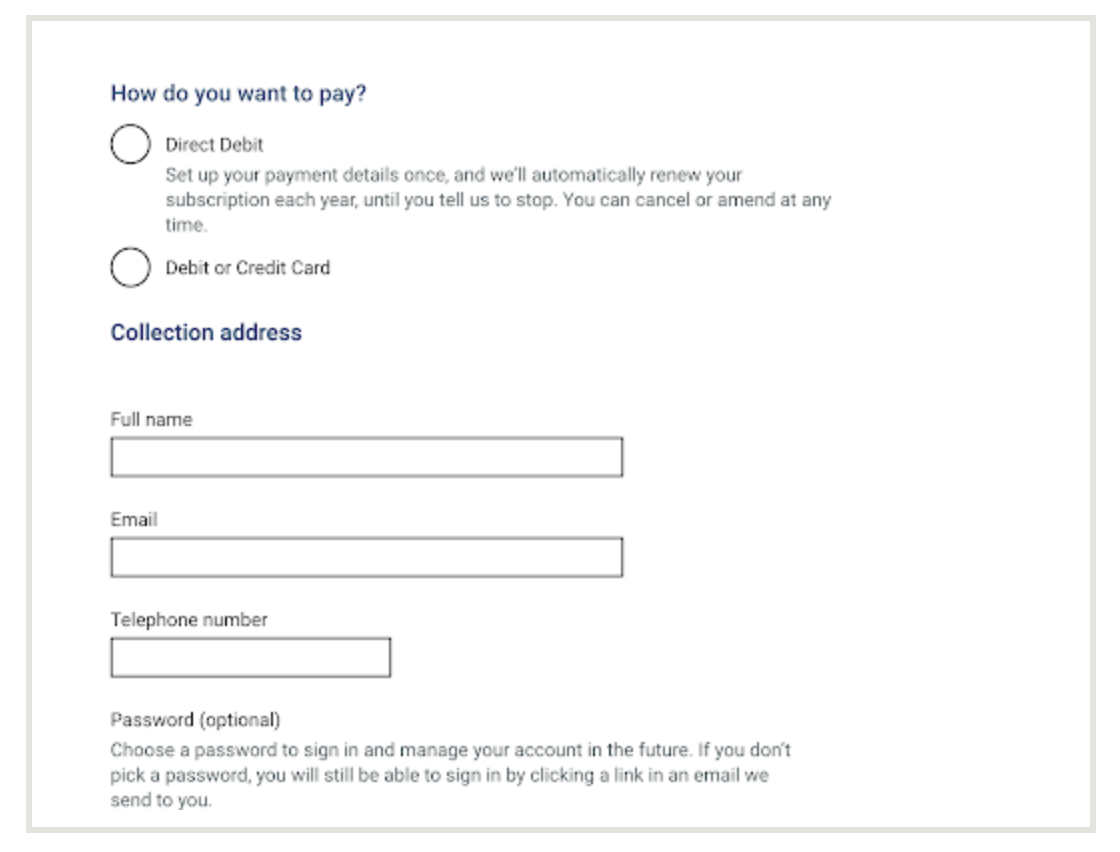 How do you want to pay?
Direct Debit
Set up your payment details once, and we'll automatically renew your
subscription each year, until you tell us to stop. You can cancel or amend at any
time.
Debit or Credit Card
Collection address
Full name
Email
Telephone number
Password (optional)
Choose a password to sign in and manage your account in the future. If you don't
pick a password, you will still be able to sign in by clicking a link in an email we
send to you.